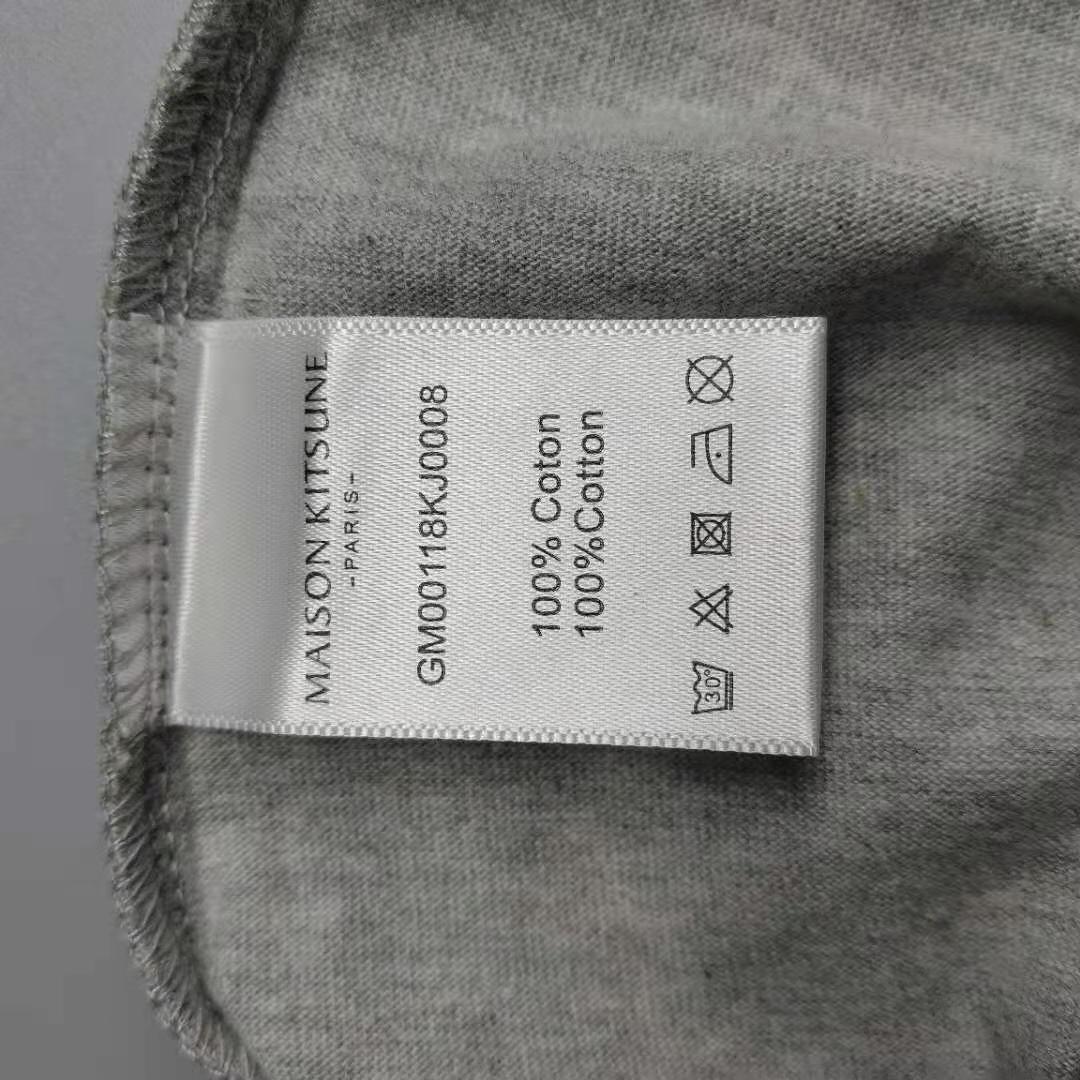 MAISON KITSUNE
-PARIS-
GM00118KJ0008
100% Coton
100%Cotton
30°